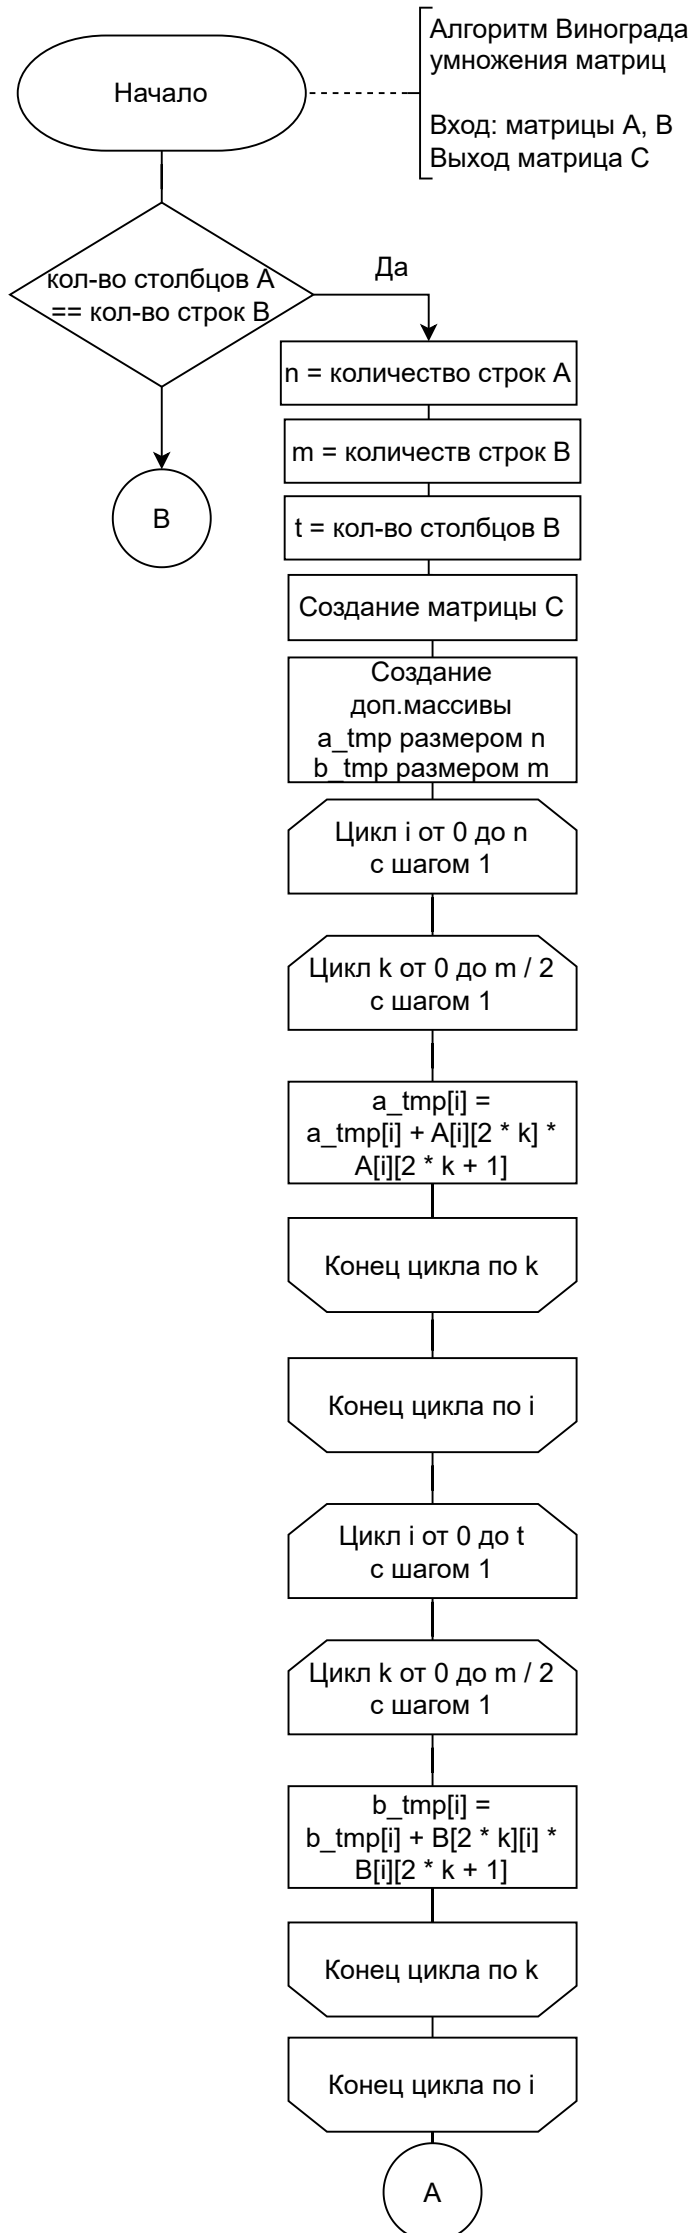 Начало
Алгоритм Винограда
умножения матриц
Вход: матрицы A, B
Выход матрица C
кол-во столбцов A
== кол-во строк B
Да
B
n = количество строк A
m = количеств строк B
t = кол-во столбцов B
Создание матрицы C
Создание
доп.массивы
a_tmp размером n
b_tmp размером m
Цикл i от 0 до n
с шагом 1
Цикл k от 0 до m / 2
с шагом 1
a_tmp[i] =
a_tmp[i] + A[i][2 * k] *
A[i][2 * k + 1]
Конец цикла по k
Конец цикла по i
Цикл i от 0 до t
с шагом 1
Цикл k от 0 до m / 2
с шагом 1
b_tmp[i] =
b_tmp[i] + B[2 * k][i] *
B[i][2 * k + 1]
Конец цикла по k
Конец цикла по i
A